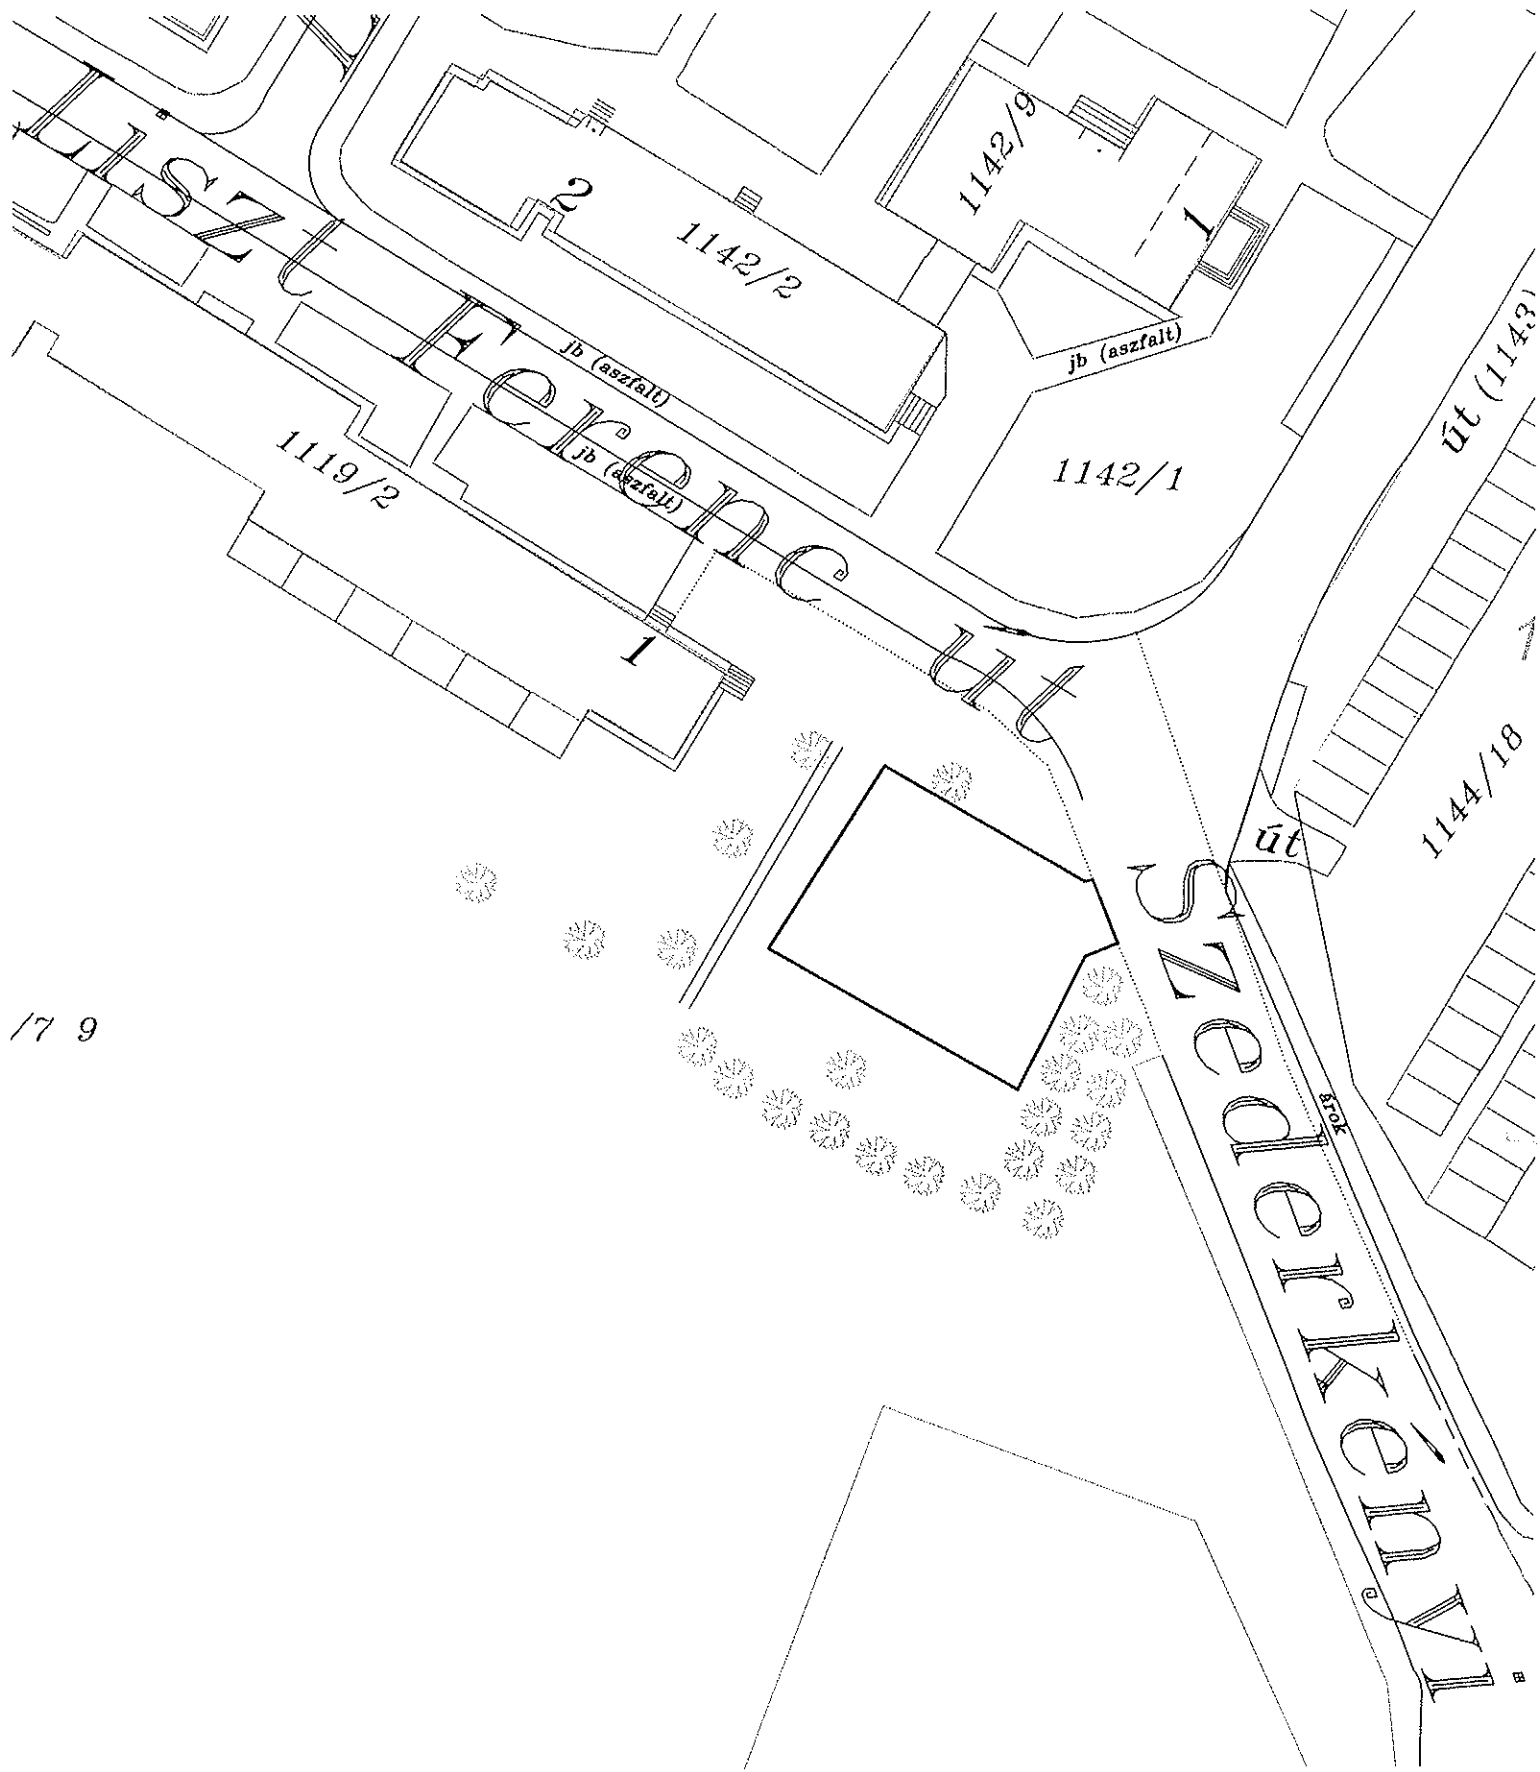 Liszt Ferenc út
2
1142/2
1142/9
1
jb (aszfalt)
jb (aszfalt)
út (1143)
1142/1
jb (aszfalt)
1119/2
1
1144/18
út
Szederkényi
/7 9
árok